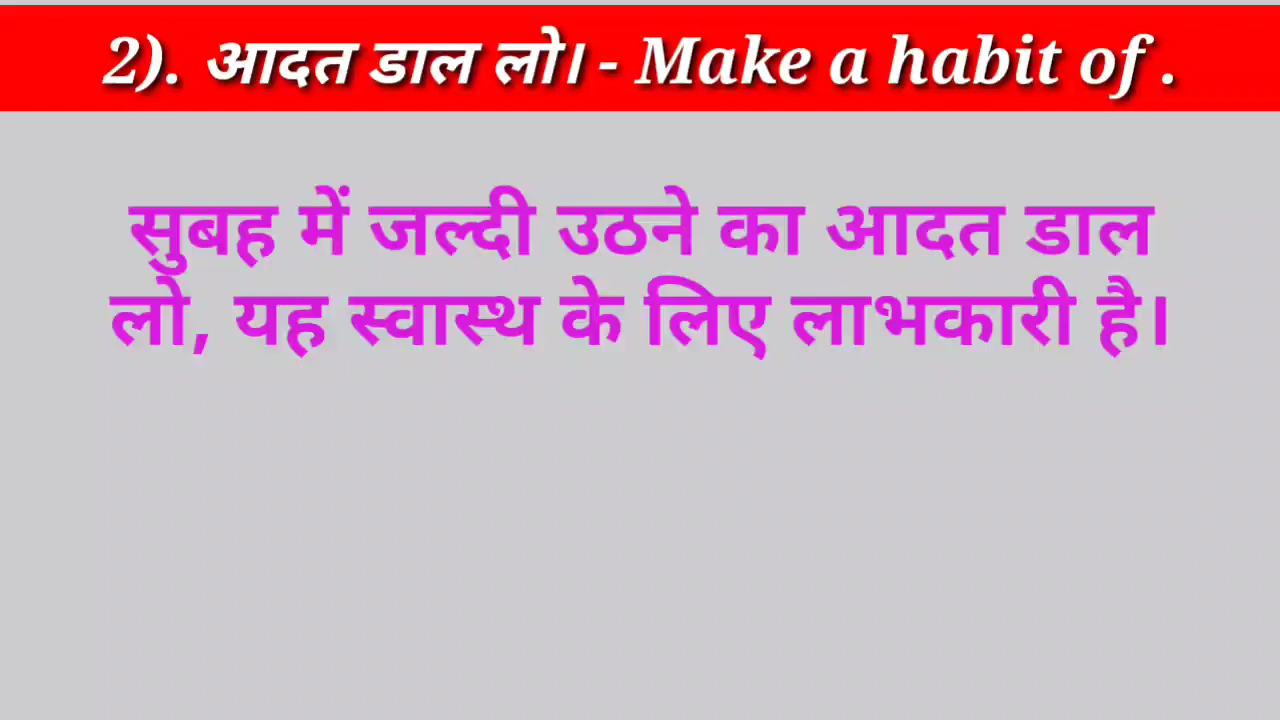 2). आदत डाल लो। - Make a habit of .
सुबह में जल्दी उठने का आदत डाल
लो, यह स्वास्थ के लिए लाभकारी है।